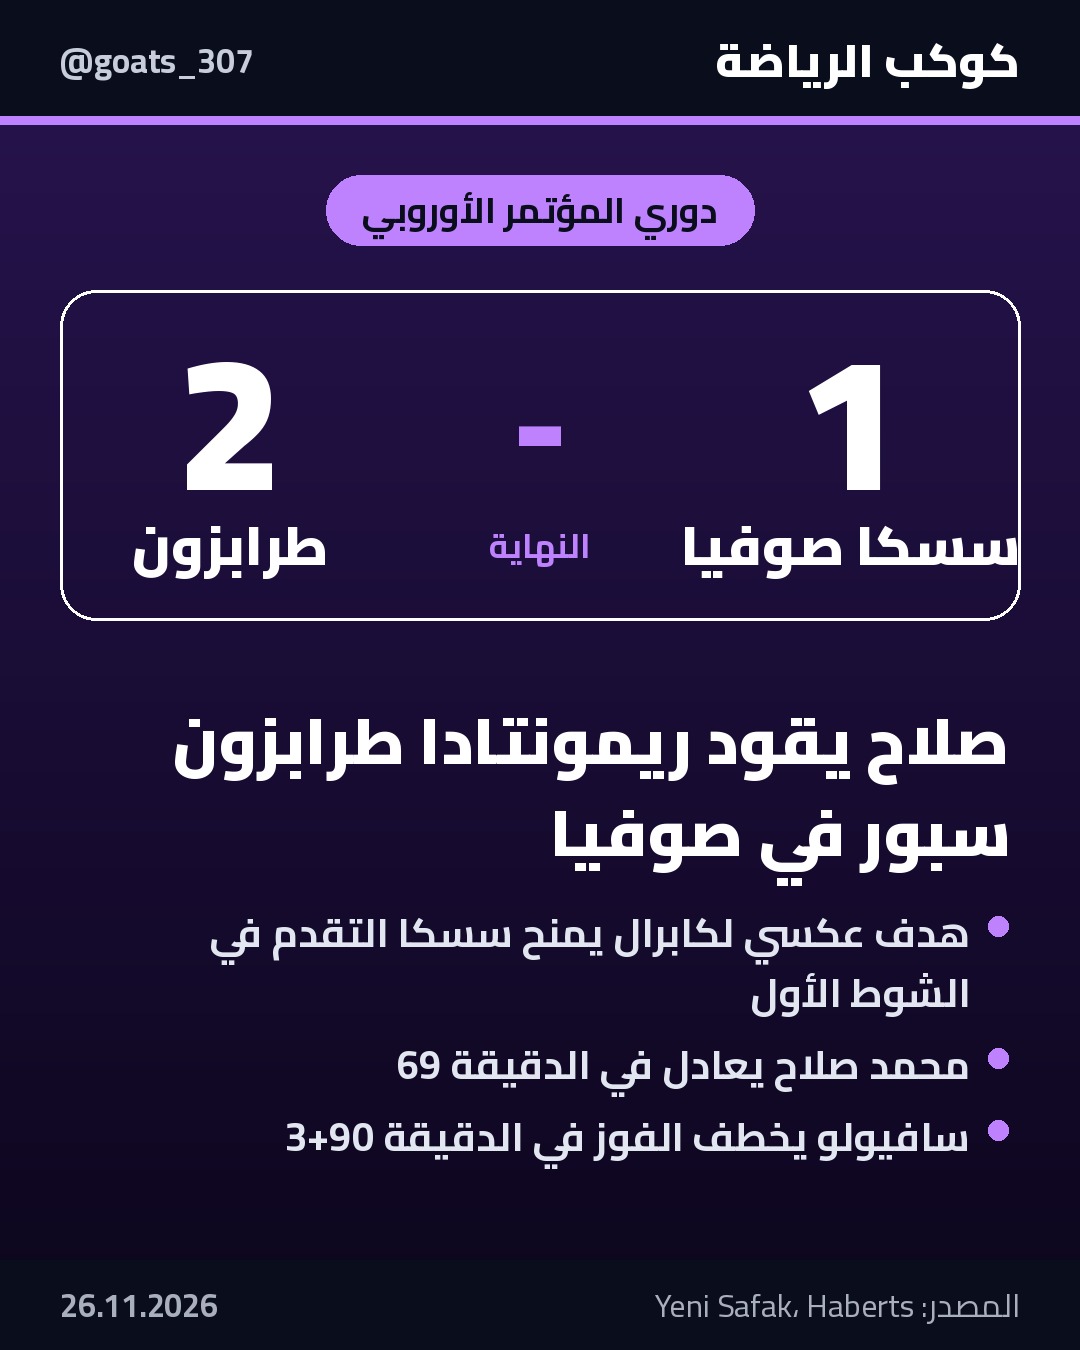 كوكب الرياضة
@goats_307
دوري المؤتمر الأوروبي
1 - 2
سسكا صوفيا
النهاية
طرابزون
صلاح يقود ريمونتادا طرابزون
سبور في صوفيا
هدف عكسي لكابرال يمنح سسكا التقدم في
الشوط الأول
محمد صلاح يعادل في الدقيقة 69
سافيولو يخطف الفوز في الدقيقة 90+3
المصدر: Yeni Safak، Haberts
26.11.2026